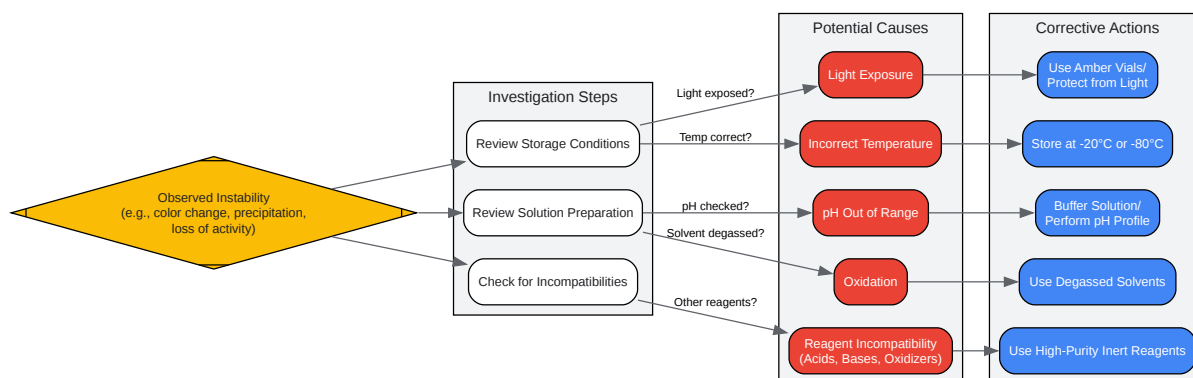 Observed Instability
(e.g., color change, precipitation,
loss of activity)
Investigation Steps
Review Storage Conditions
Review Solution Preparation
Check for Incompatibilities
Light exposed?
Temp correct?
pH checked?
Solvent degassed?
Other reagents?
Potential Causes
Light Exposure
Incorrect Temperature
pH Out of Range
Oxidation
Reagent Incompatibility
(Acids, Bases, Oxidizers)
Corrective Actions
Use Amber Vials/
Protect from Light
Store at -20°C or -80°C
Buffer Solution/
Perform pH Profile
Use Degassed Solvents
Use High-Purity Inert Reagents